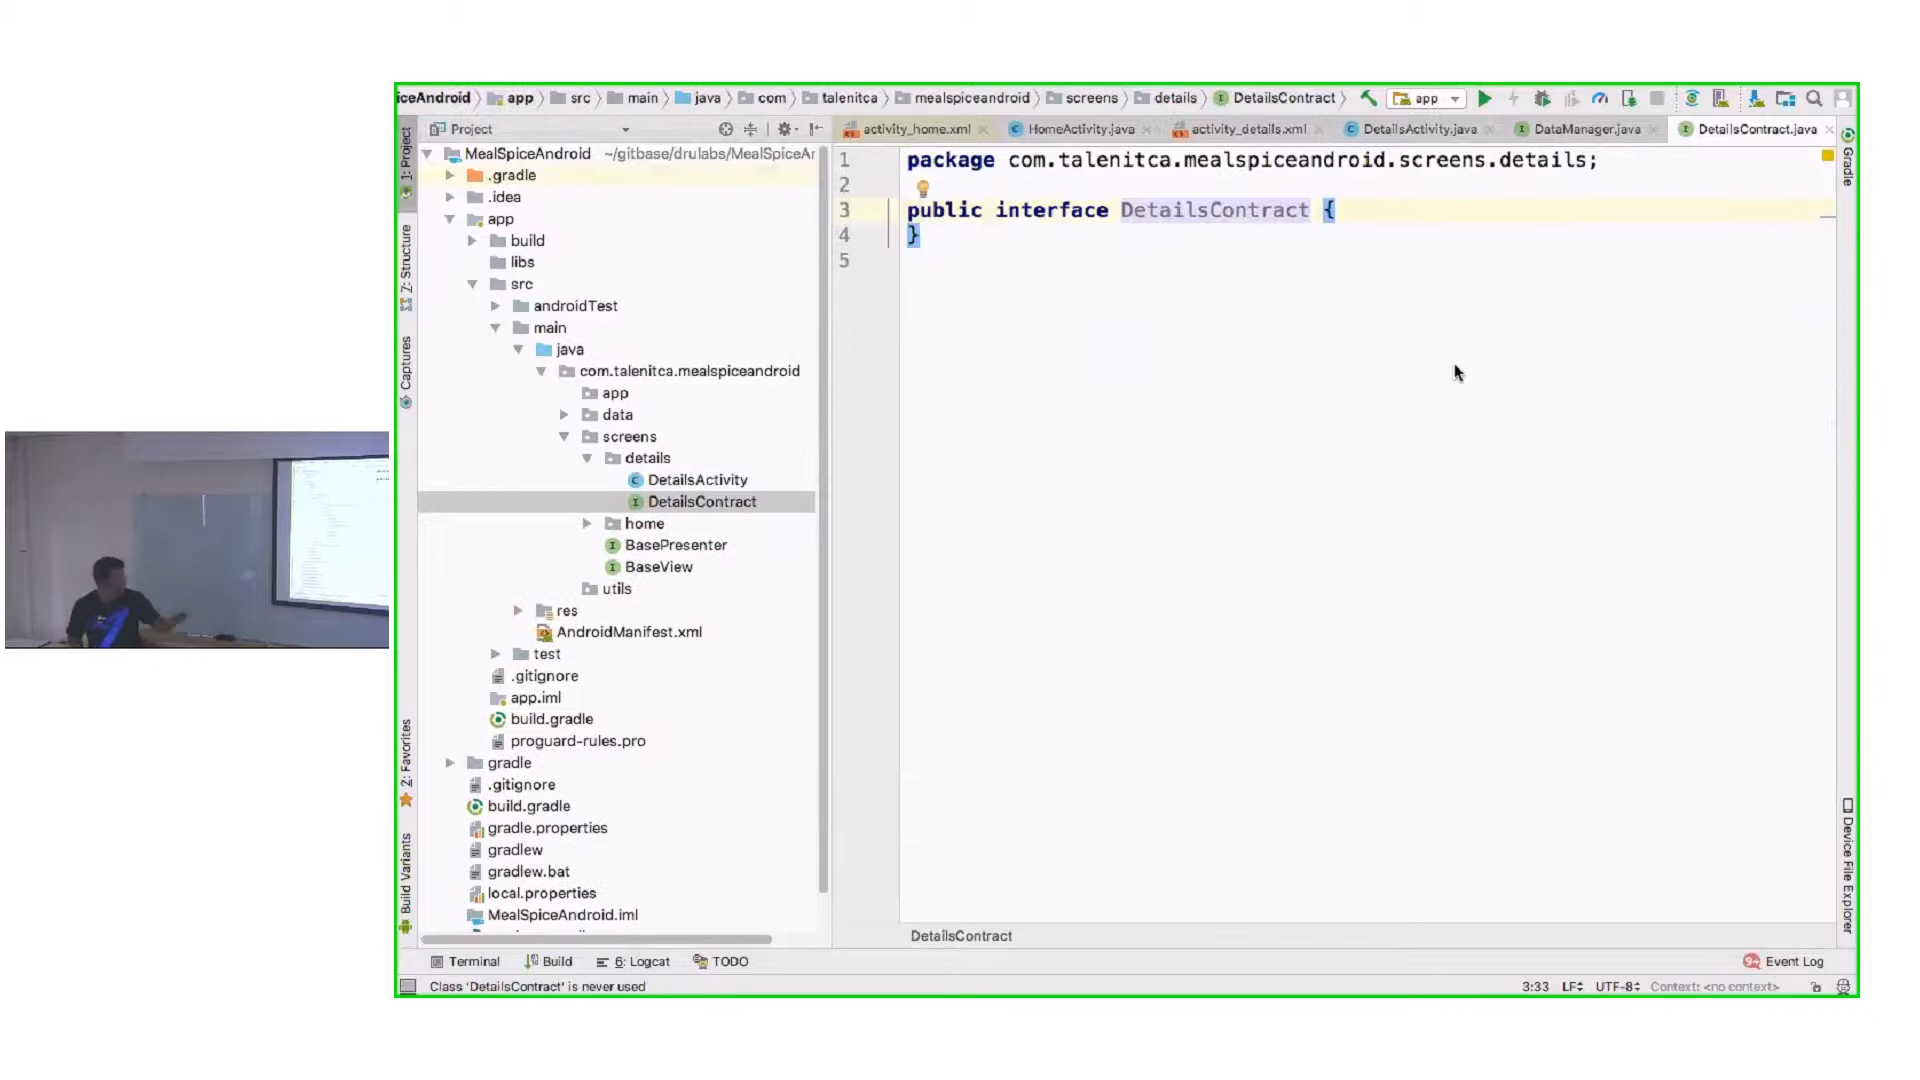 iceAndroid app src main java com talenitca mealspiceandroid screens details DetailsContract app
1: Project
7: Structure
Captures
2: Favorites
Build Variants
Project
MealSpiceAndroid ~/gitbase/drulabs/MealSpiceAr
.gradle
.idea
app
build
libs
src
androidTest
main
java
com.talenitca.mealspiceandroid
app
data
screens
details
DetailsActivity
DetailsContract
home
BasePresenter
BaseView
utils
res
AndroidManifest.xml
test
.gitignore
app.iml
build.gradle
proguard-rules.pro
gradle
.gitignore
build.gradle
gradle.properties
gradlew
gradlew.bat
local.properties
MealSpiceAndroid.iml
activity_home.xml HomeActivity.java activity_details.xml DetailsActivity.java DataManager.java DetailsContract.java
1 package com.talenitca.mealspiceandroid.screens.details;
2
3 public interface DetailsContract {
4 }
5
DetailsContract
Gradle
Device File Explorer
Terminal Build 6: Logcat TODO Event Log
Class 'DetailsContract' is never used 3:33 LF UTF-8 Context: <no context>